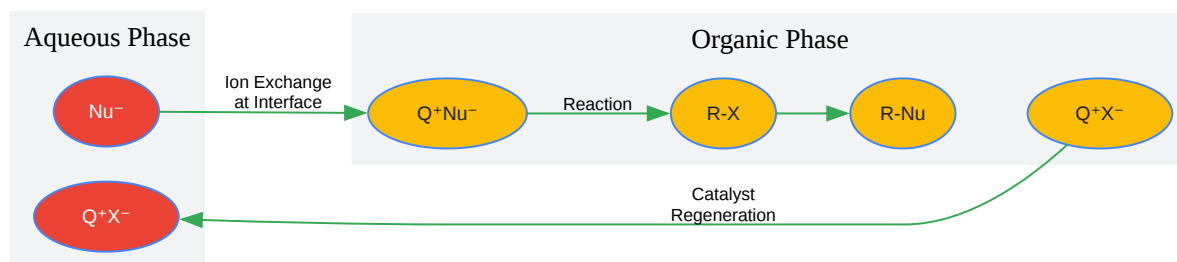 Aqueous Phase
Organic Phase
Nu⁻
Ion Exchange
at Interface
Q⁺Nu⁻
Reaction
R-X
R-Nu
Q⁺X⁻
Q⁺X⁻
Catalyst
Regeneration